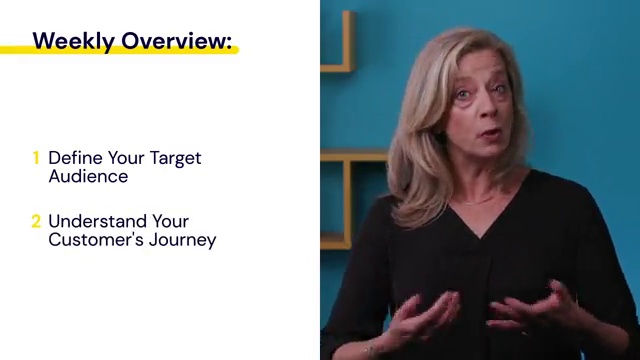 Weekly Overview:
1 Define Your Target
Audience
2 Understand Your
Customer's Journey